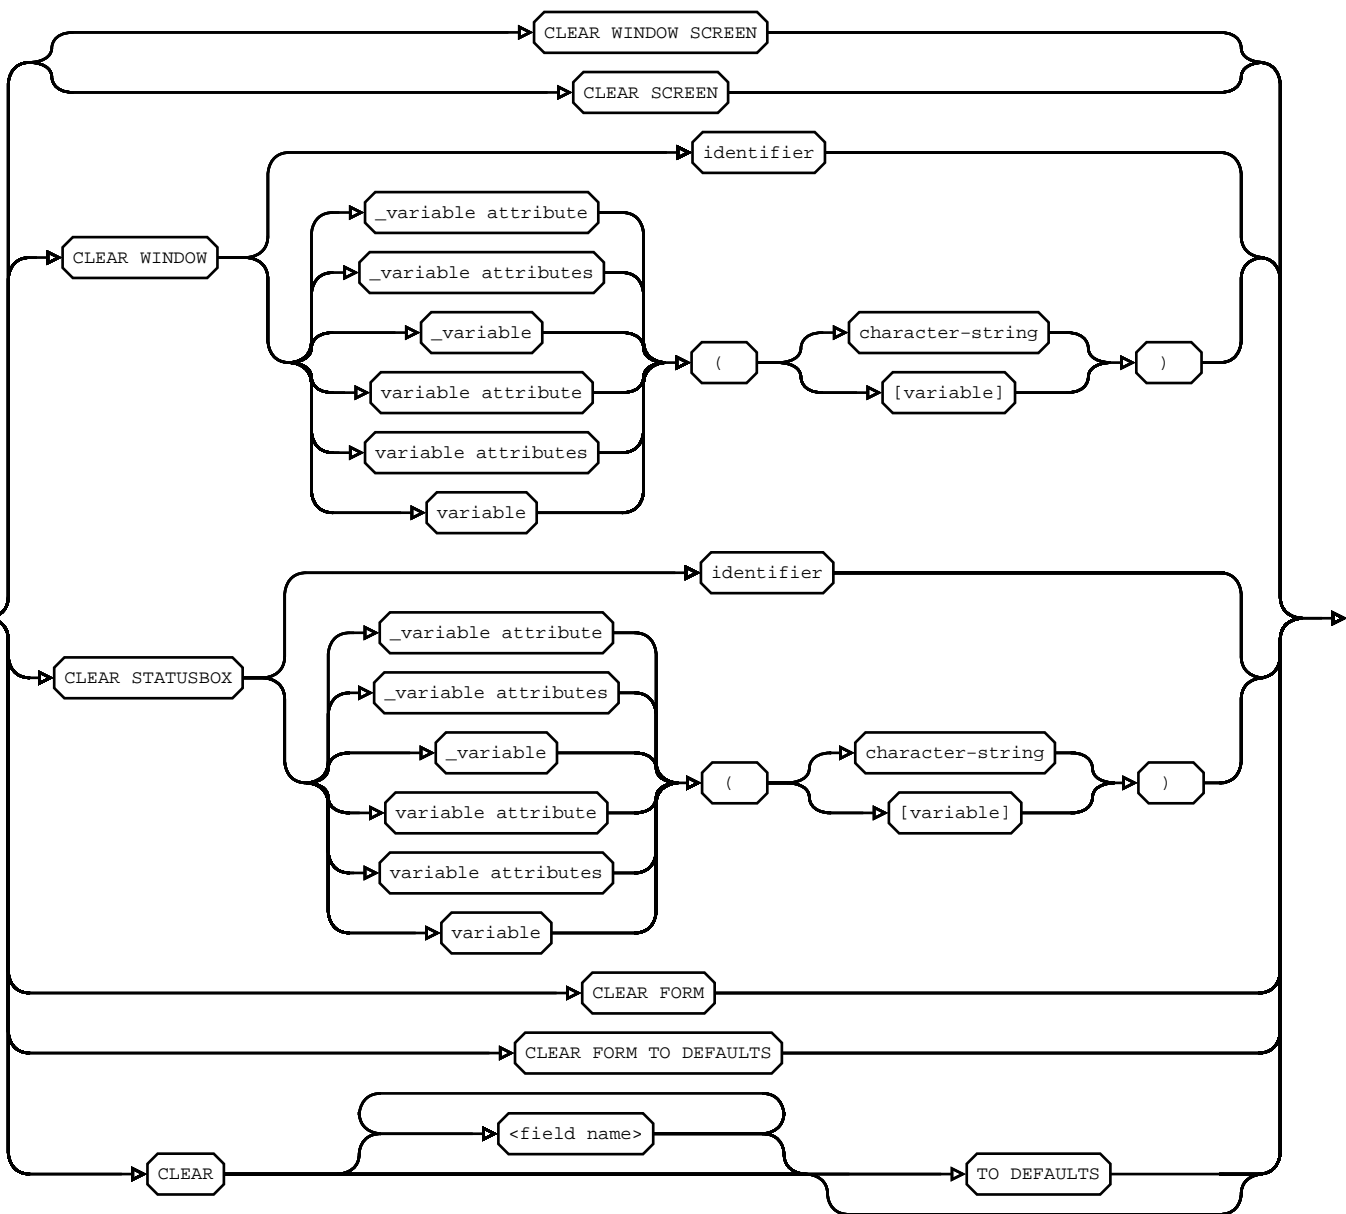 CLEAR WINDOW SCREEN
CLEAR SCREEN
identifier
_variable attribute
CLEAR WINDOW
_variable attributes
_variable
character-string
(
)
variable attribute
[variable]
variable attributes
variable
identifier
_variable attribute
CLEAR STATUSBOX
_variable attributes
_variable
character-string
(
)
variable attribute
[variable]
variable attributes
variable
CLEAR FORM
CLEAR FORM TO DEFAULTS
<field name>
CLEAR
TO DEFAULTS